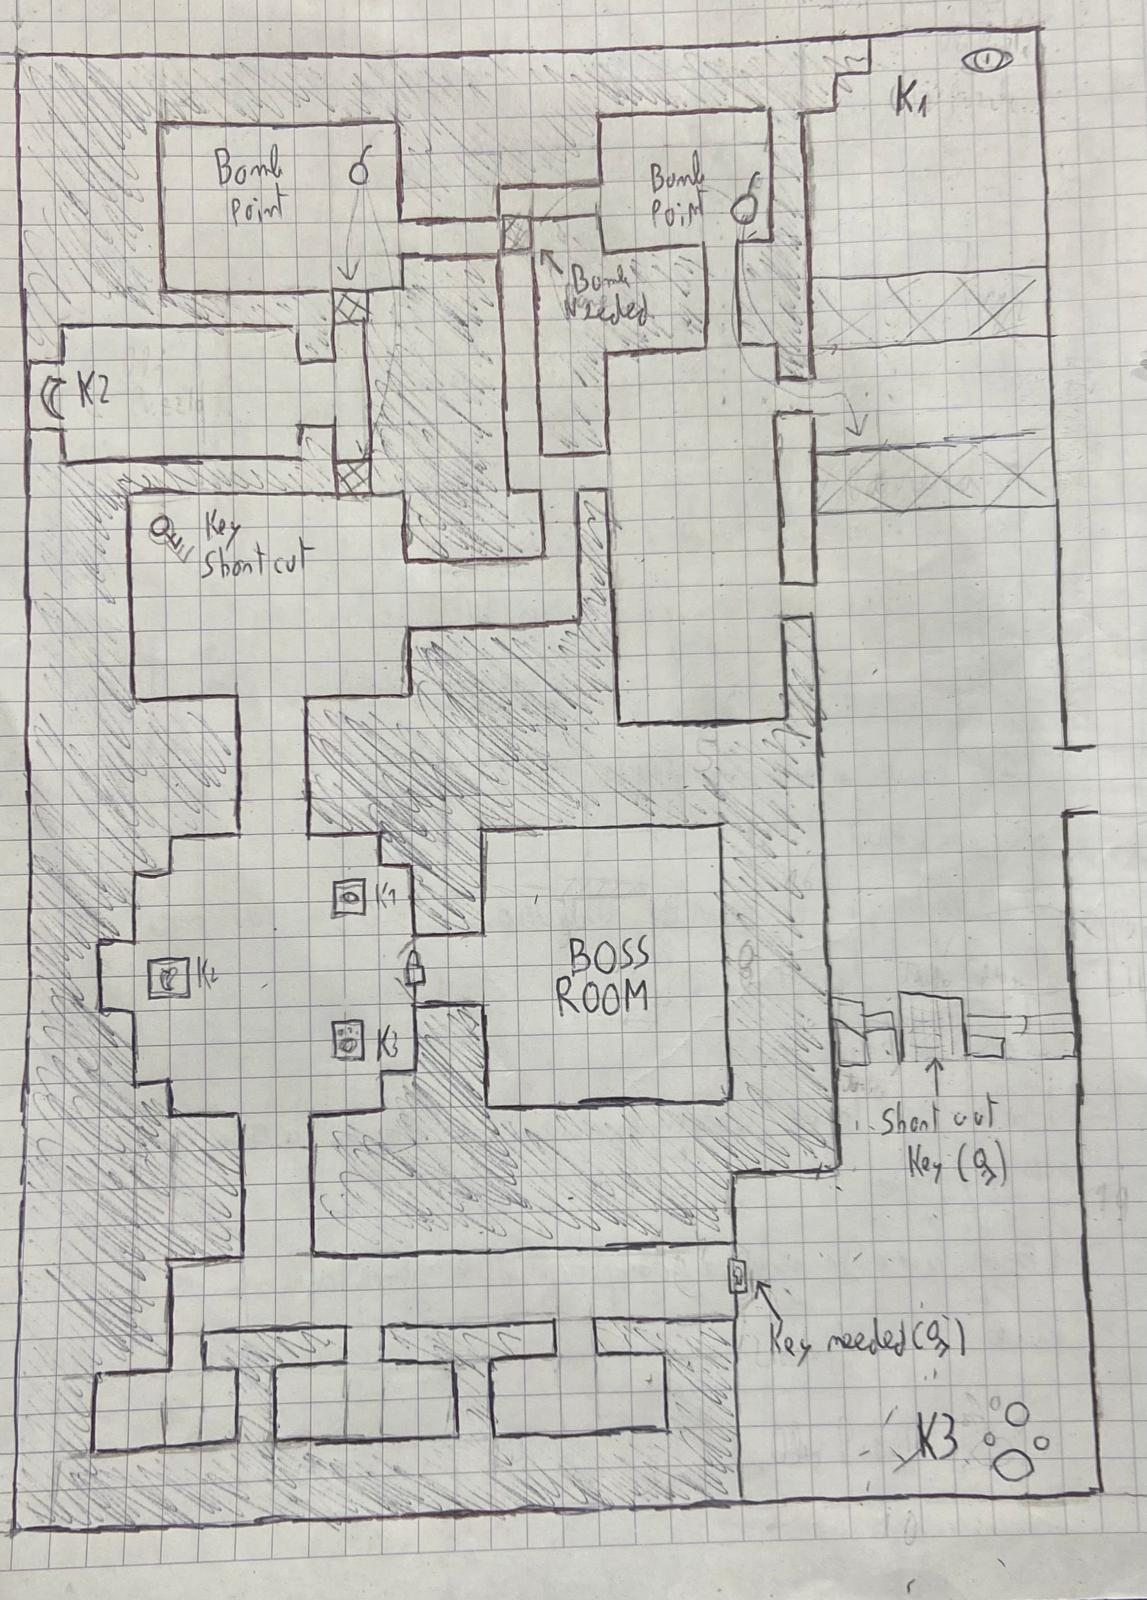 K1
Bomb
Point
Bomb
Point
Bomb
Needed
K2
Key
Short cut
K1
K2
K3
BOSS
ROOM
Short cut
Key ( )
Key needed ( )
K3